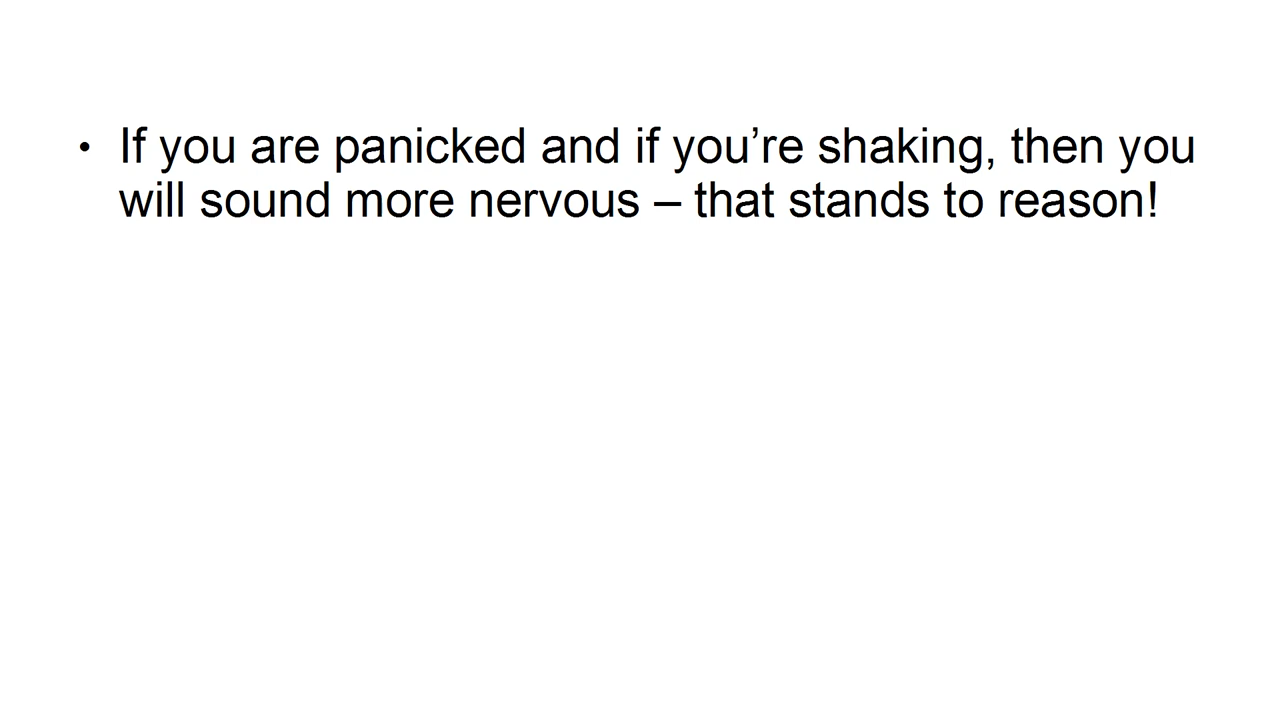 • If you are panicked and if you’re shaking, then you
will sound more nervous – that stands to reason!